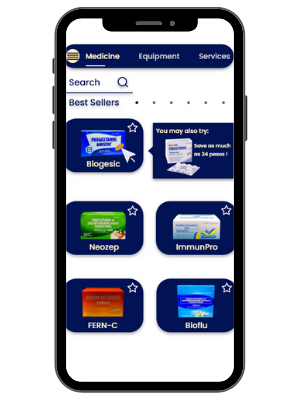 Medicine Equipment Services
Search
Best Sellers
PARACETAMOL
BIOGESIC
You may also try:
Save as much
as 34 pesos !
Biogesic
Neozep
ImmunPro
FERN-C
Bioflu